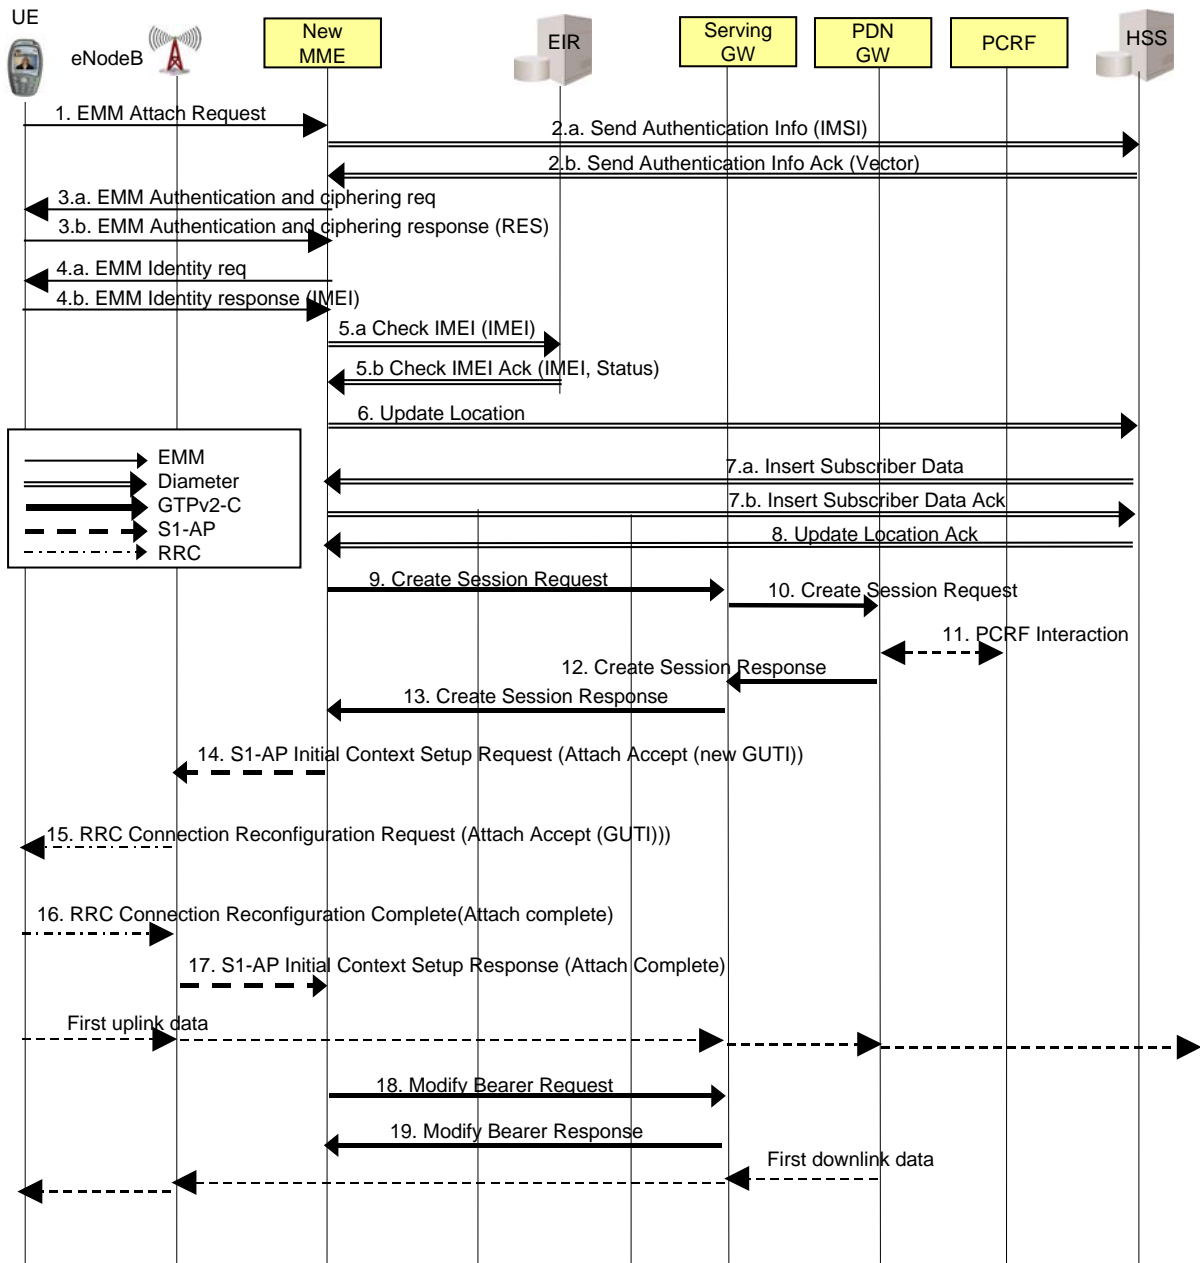 UE
eNodeB
New
MME
EIR
Serving
GW
PDN
GW
PCRF
HSS
1. EMM Attach Request
2.a. Send Authentication Info (IMSI)
2.b. Send Authentication Info Ack (Vector)
3.a. EMM Authentication and ciphering req
3.b. EMM Authentication and ciphering response (RES)
4.a. EMM Identity req
4.b. EMM Identity response (IMEI)
5.a Check IMEI (IMEI)
5.b Check IMEI Ack (IMEI, Status)
6. Update Location
EMM
Diameter
GTPv2-C
S1-AP
RRC
7.a. Insert Subscriber Data
7.b. Insert Subscriber Data Ack
8. Update Location Ack
9. Create Session Request
10. Create Session Request
11. PCRF Interaction
12. Create Session Response
13. Create Session Response
14. S1-AP Initial Context Setup Request (Attach Accept (new GUTI))
15. RRC Connection Reconfiguration Request (Attach Accept (GUTI)))
16. RRC Connection Reconfiguration Complete(Attach complete)
17. S1-AP Initial Context Setup Response (Attach Complete)
First uplink data
18. Modify Bearer Request
19. Modify Bearer Response
First downlink data